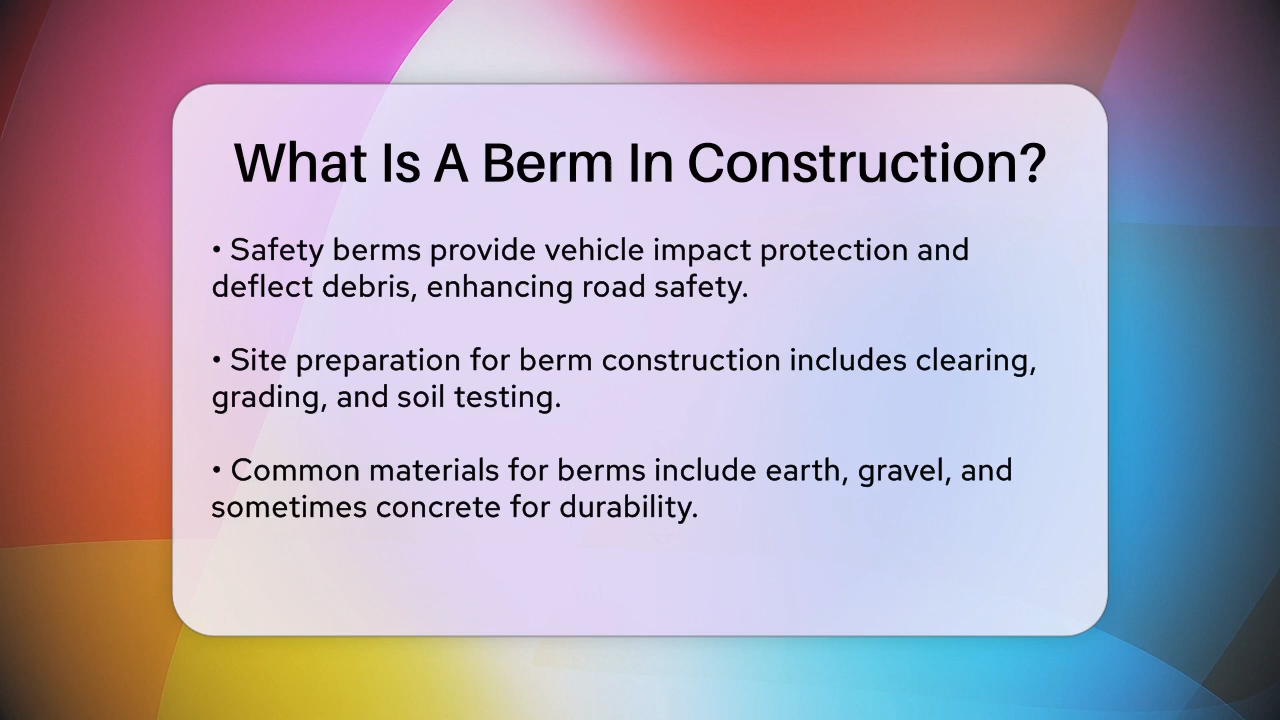 What Is A Berm In Construction?
• Safety berms provide vehicle impact protection and
deflect debris, enhancing road safety.
• Site preparation for berm construction includes clearing,
grading, and soil testing.
• Common materials for berms include earth, gravel, and
sometimes concrete for durability.